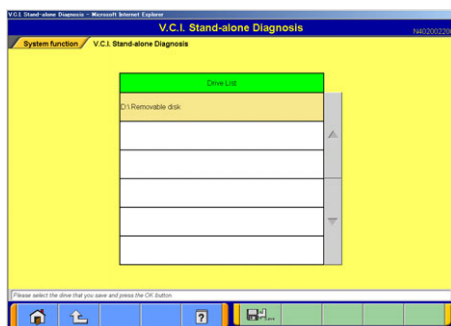 V.C.I. Stand-alone Diagnosis - Microsoft Internet Explorer
V.C.I. Stand-alone Diagnosis
System function
V.C.I. Stand-alone Diagnosis
Drive List
D:\ Removable disk
Please select the drive that you save and press the OK button.
?